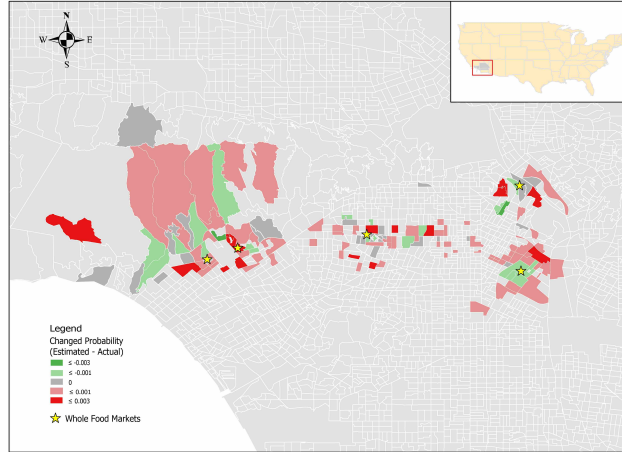 N
W E
S
Legend
Changed Probability
(Estimated - Actual)
≤ -0.003
≤ -0.001
0
≤ 0.001
≤ 0.003
Whole Food Markets